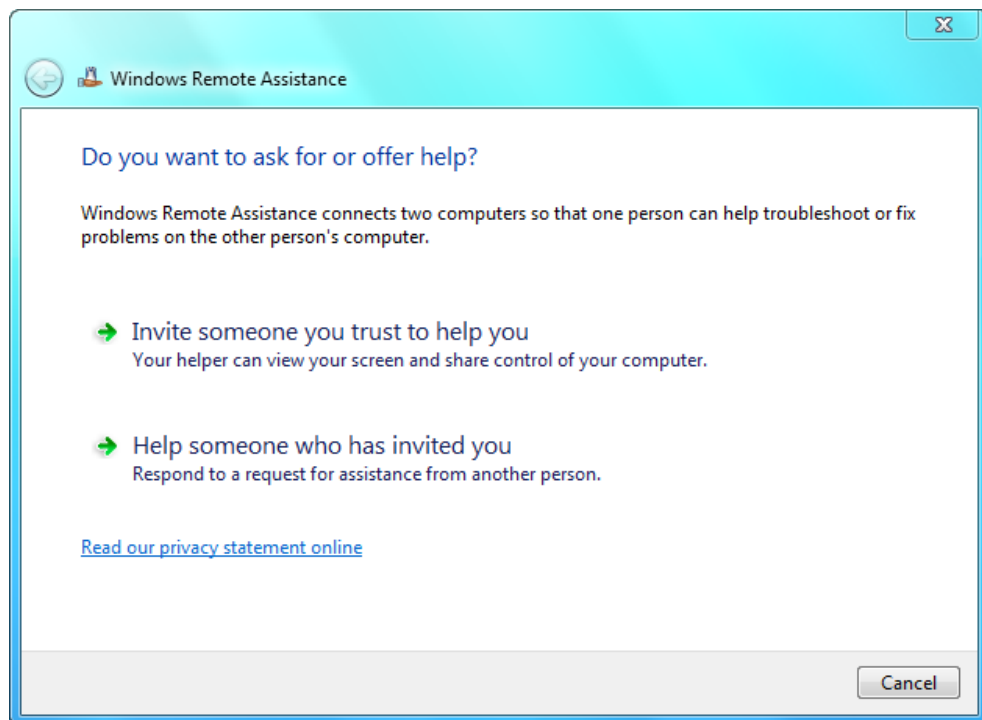 Windows Remote Assistance
Do you want to ask for or offer help?
Windows Remote Assistance connects two computers so that one person can help troubleshoot or fix
problems on the other person's computer.
Invite someone you trust to help you
Your helper can view your screen and share control of your computer.
Help someone who has invited you
Respond to a request for assistance from another person.
Read our privacy statement online
Cancel